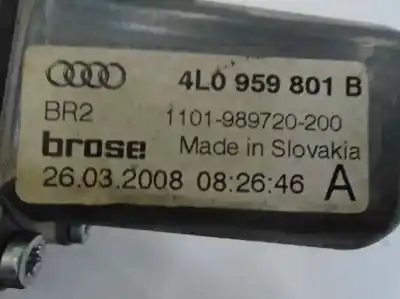 4L0 959 801 B
BR2 1101-989720-200
brose Made in Slovakia
26.03.2008 08:26:46 A